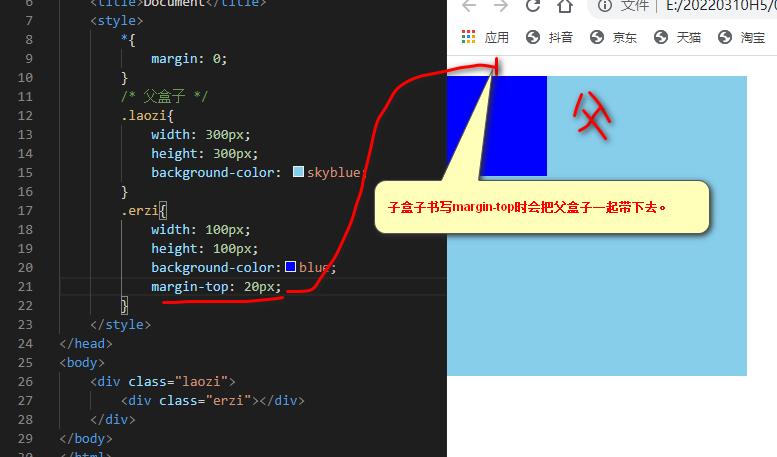 6 <title>Document</title>
7 <style>
8 *{
9 margin: 0;
10 }
11 /* 父盒子 */
12 .laozi{
13 width: 300px;
14 height: 300px;
15 background-color: skyblue;
16 }
17 .erzi{
18 width: 100px;
19 height: 100px;
20 background-color: blue;
21 margin-top: 20px;
22 }
23 </style>
24 </head>
25 <body>
26 <div class="laozi">
27 <div class="erzi"></div>
28 </div>
29 </body>
30 </html>
文件 E:/20220310H5/0
应用 抖音 京东 天猫 淘宝
父
子盒子书写margin-top时会把父盒子一起带下去。